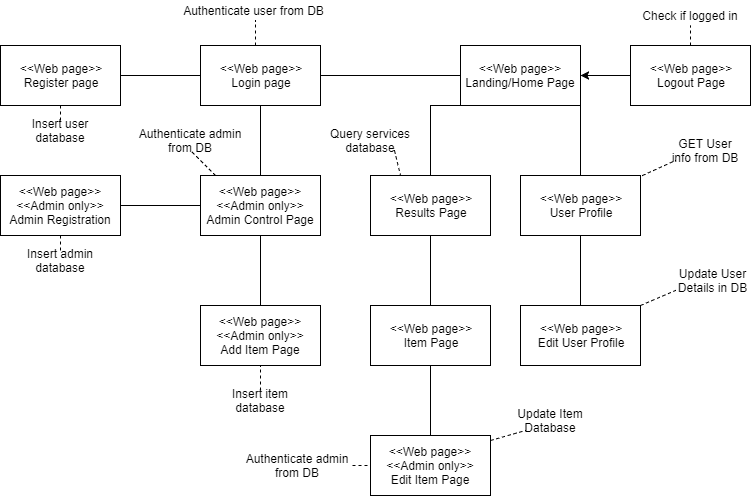 Authenticate user from DB
Check if logged in
<<Web page>>
Register page
<<Web page>>
Login page
<<Web page>>
Landing/Home Page
<<Web page>>
Logout Page
Insert user
database
Authenticate admin
from DB
Query services
database
GET User
info from DB
<<Web page>>
<<Admin only>>
Admin Registration
<<Web page>>
<<Admin only>>
Admin Control Page
<<Web page>>
Results Page
<<Web page>>
User Profile
Insert admin
database
Update User
Details in DB
<<Web page>>
<<Admin only>>
Add Item Page
<<Web page>>
Item Page
<<Web page>>
Edit User Profile
Insert item
database
Update Item
Database
Authenticate admin
from DB
<<Web page>>
<<Admin only>>
Edit Item Page